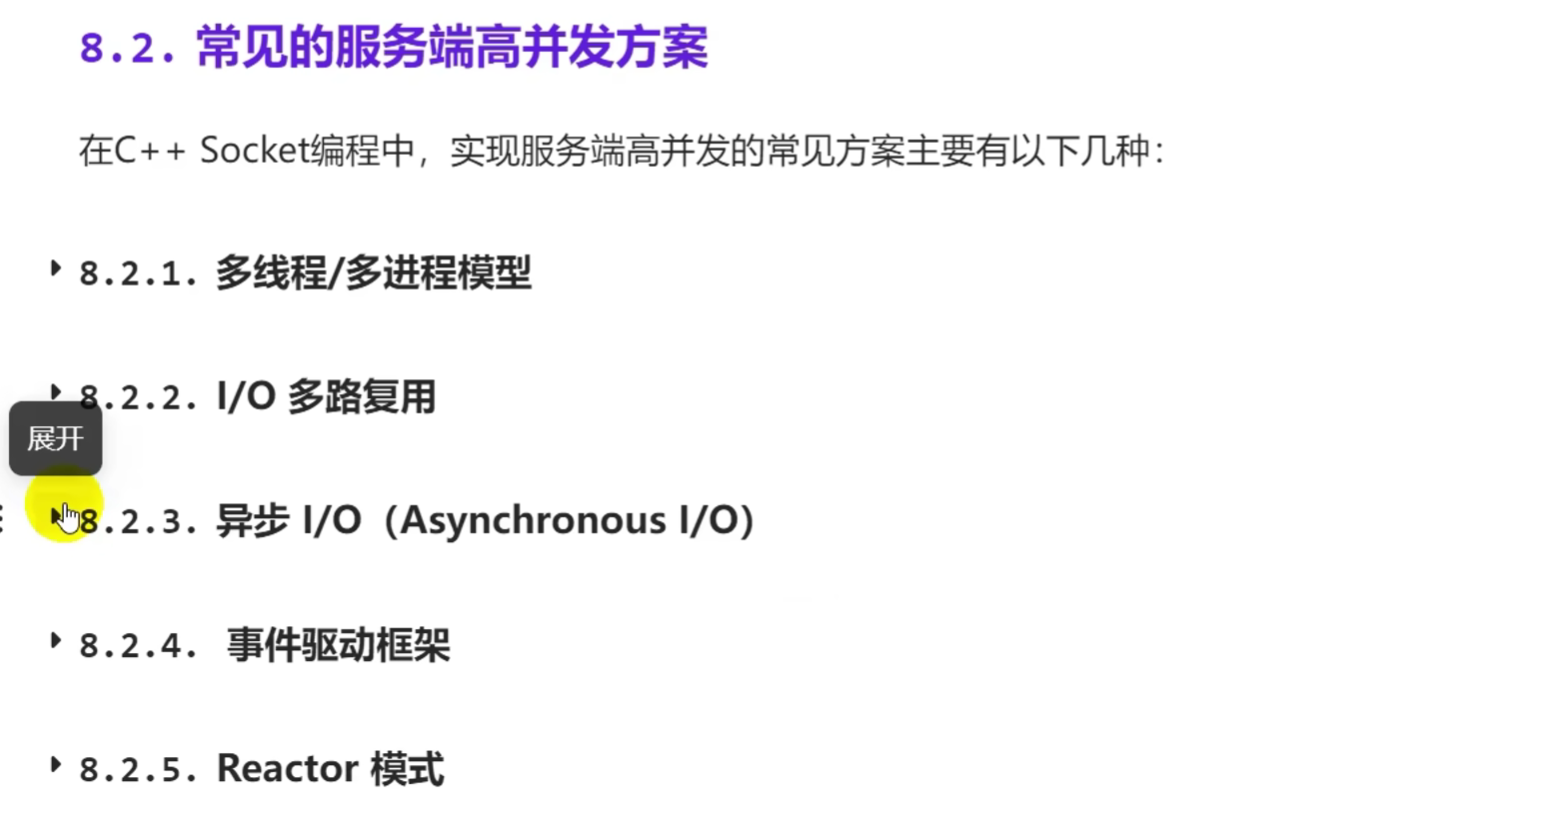 8.2. 常见的服务端高并发方案
在C++ Socket编程中，实现服务端高并发的常见方案主要有以下几种：
8.2.1. 多线程/多进程模型
8.2.2. I/O 多路复用
展开
8.2.3. 异步 I/O（Asynchronous I/O）
8.2.4. 事件驱动框架
8.2.5. Reactor 模式